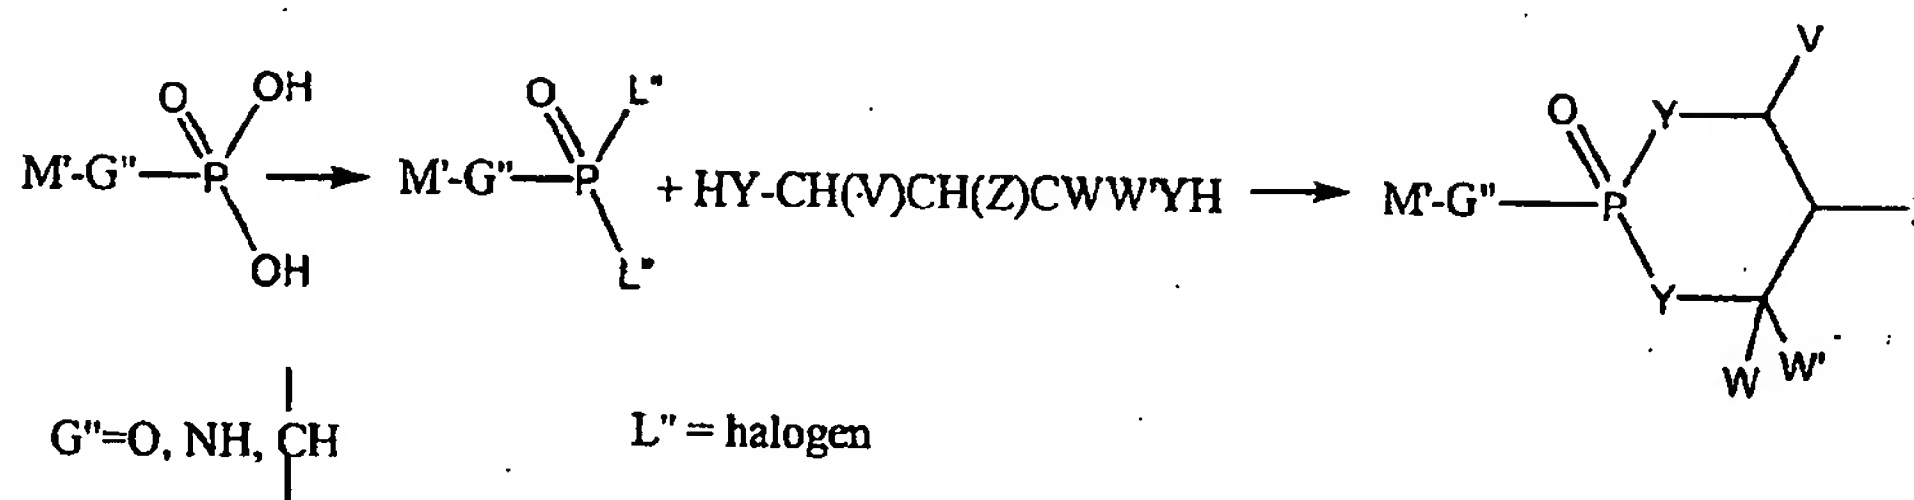 O
OH
M'-G"
P
OH
O
L"
M'-G"
P
L"
+ HY-CH(V)CH(Z)CWW'YH
O
Y
V
M'-G"
P
Y
W
W'
G"=O, NH, CH
L" = halogen